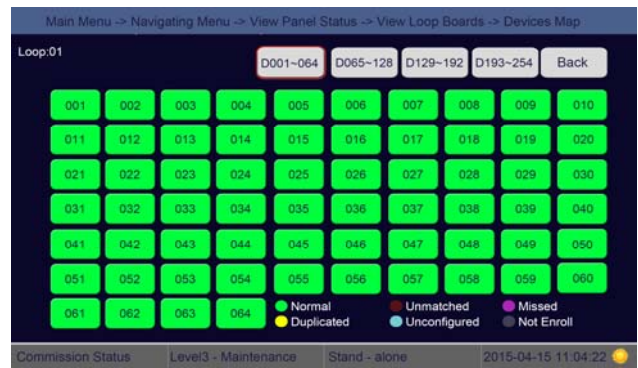 Main Menu -> Navigating Menu -> View Panel Status -> View Loop Boards -> Devices Map
Loop:01
D001~064 D065~128 D129~192 D193~254 Back
001 002 003 004 005 006 007 008 009 010
011 012 013 014 015 016 017 018 019 020
021 022 023 024 025 026 027 028 029 030
031 032 033 034 035 036 037 038 039 040
041 042 043 044 045 046 047 048 049 050
051 052 053 054 055 056 057 058 059 060
061 062 063 064
Normal Unmatched Missed
Duplicated Unconfigured Not Enroll
Commission Status Level3 - Maintenance Stand - alone 2015-04-15 11:04:22